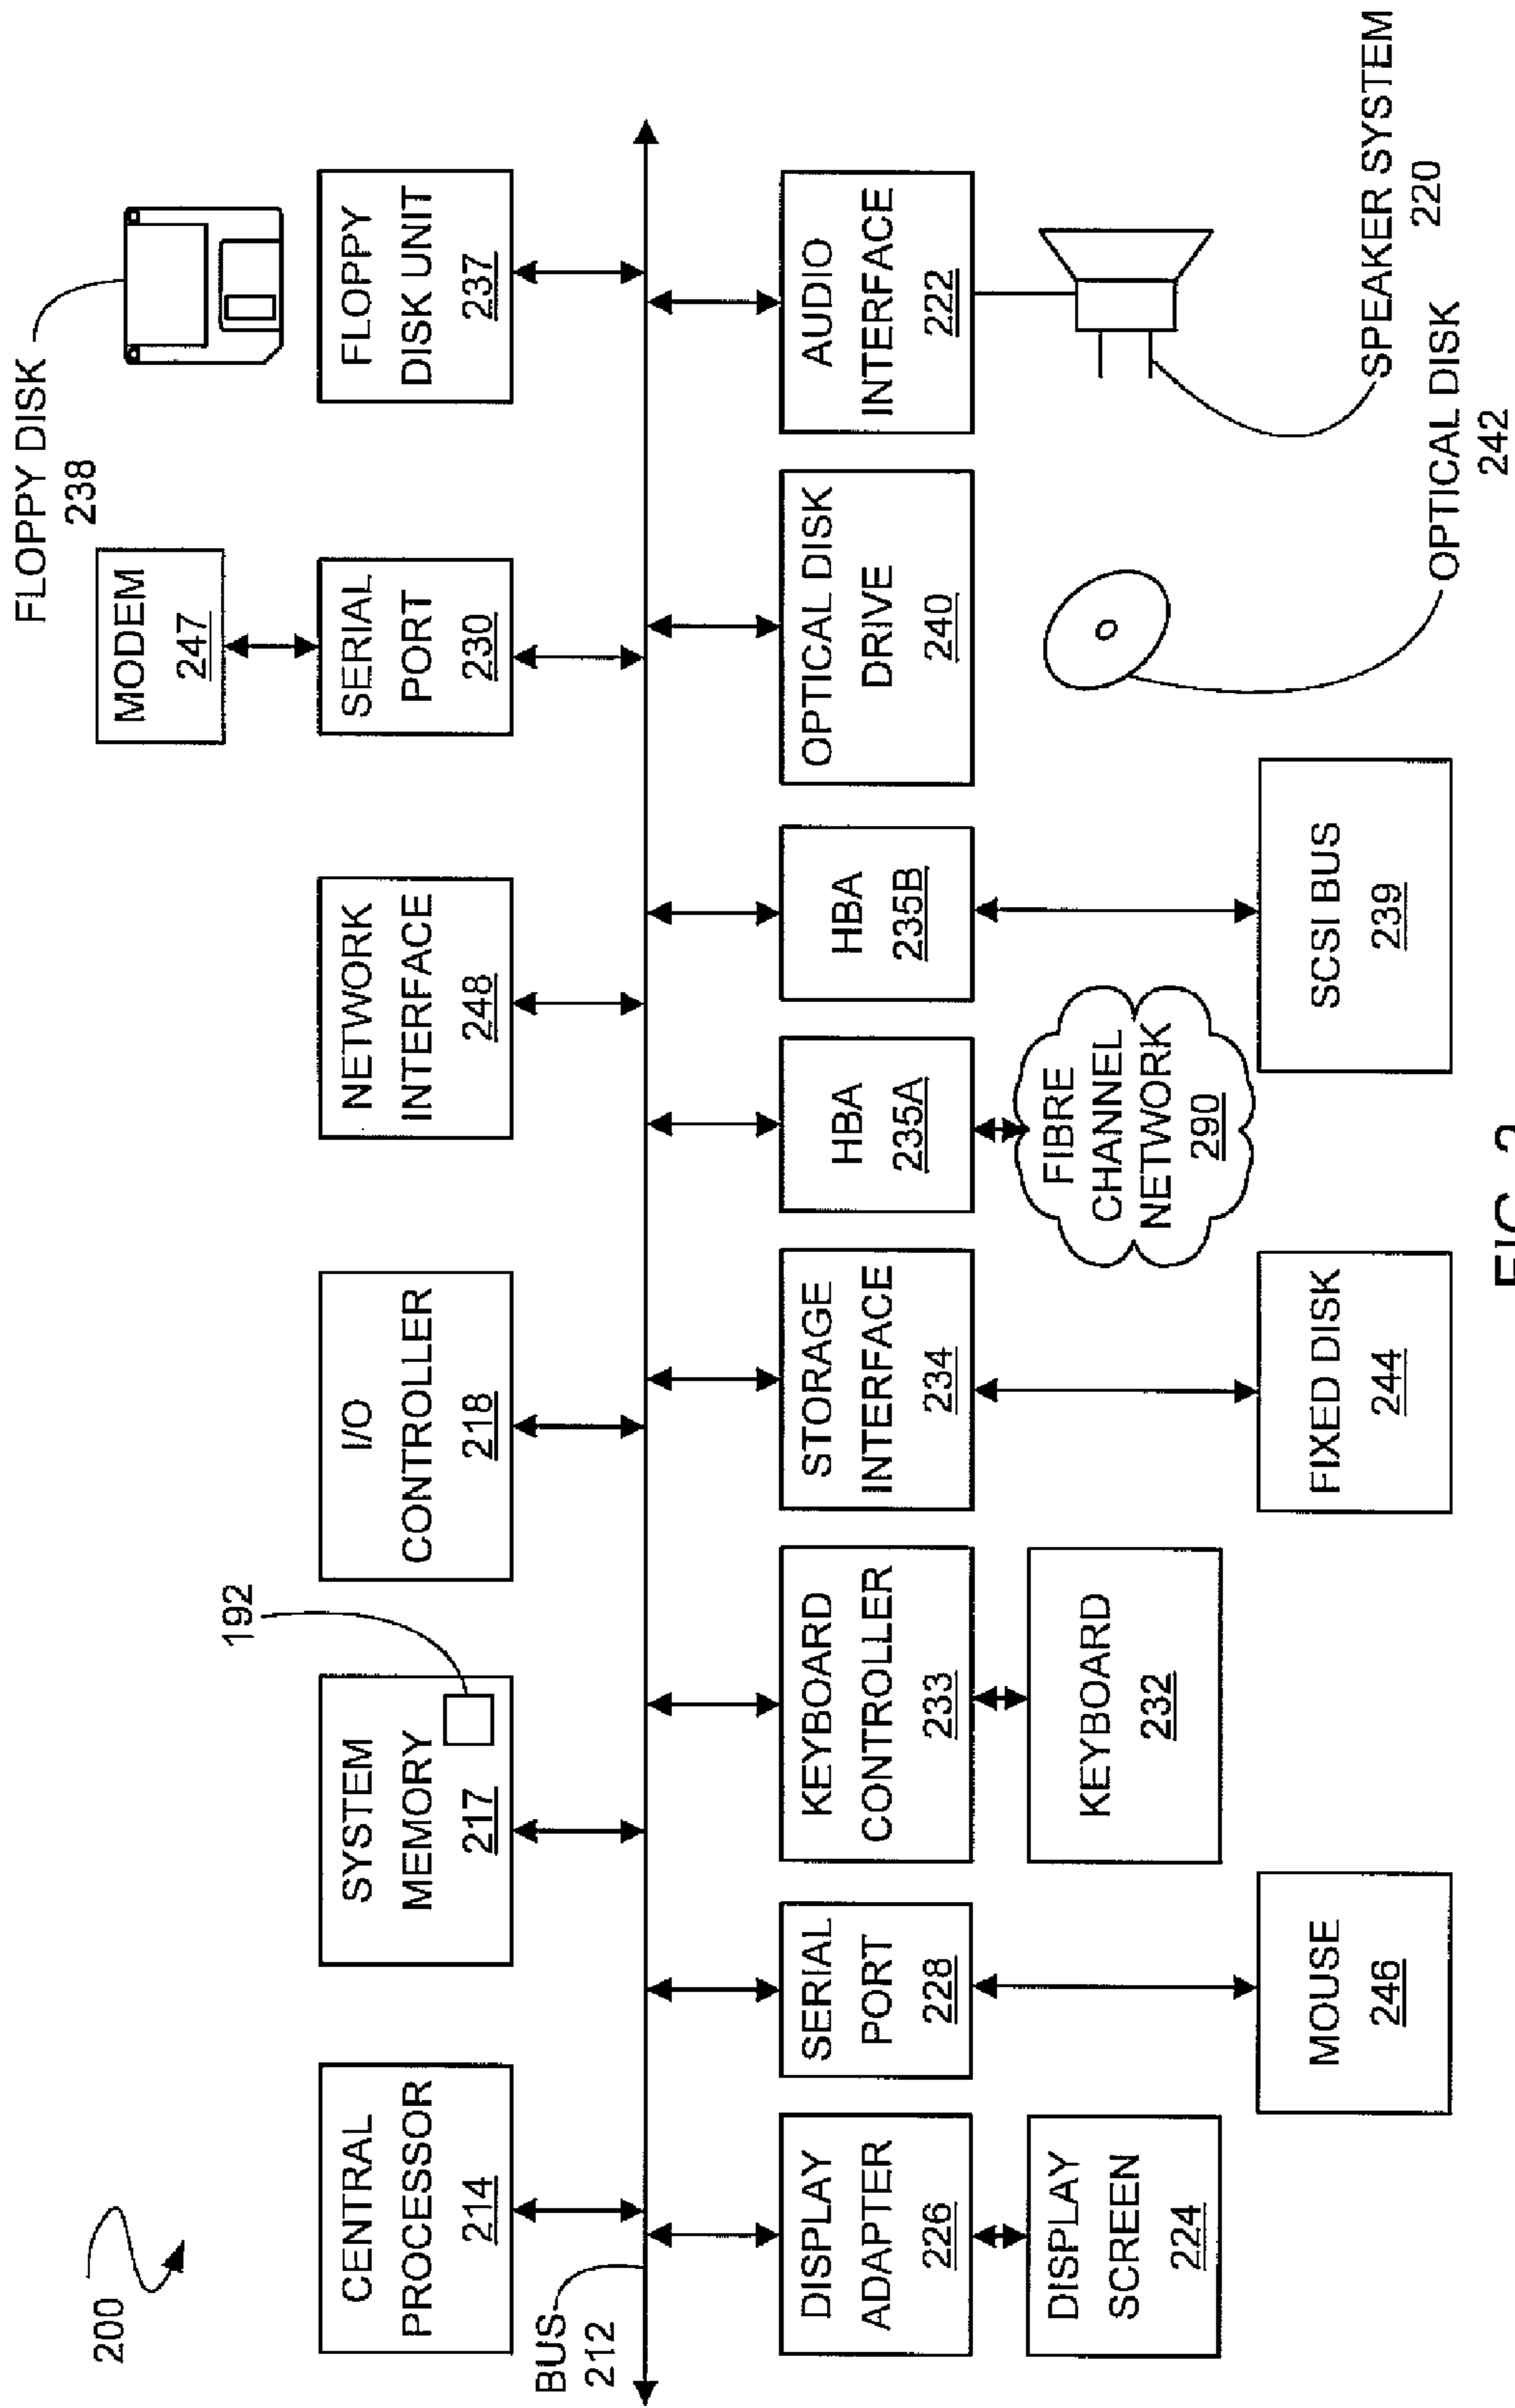 200
FLOPPY DISK
238
MODEM
247
192
CENTRAL
PROCESSOR
214
SYSTEM
MEMORY
217
I/O
CONTROLLER
218
NETWORK
INTERFACE
248
SERIAL
PORT
230
FLOPPY
DISK UNIT
237
BUS
212
DISPLAY
ADAPTER
226
SERIAL
PORT
228
KEYBOARD
CONTROLLER
233
STORAGE
INTERFACE
234
HBA
235A
HBA
235B
OPTICAL DISK
DRIVE
240
AUDIO
INTERFACE
222
DISPLAY
SCREEN
224
KEYBOARD
232
FIBRE
CHANNEL
NETWORK
290
MOUSE
246
FIXED DISK
244
SCSI BUS
239
OPTICAL DISK
242
SPEAKER SYSTEM
220
FIG. 2